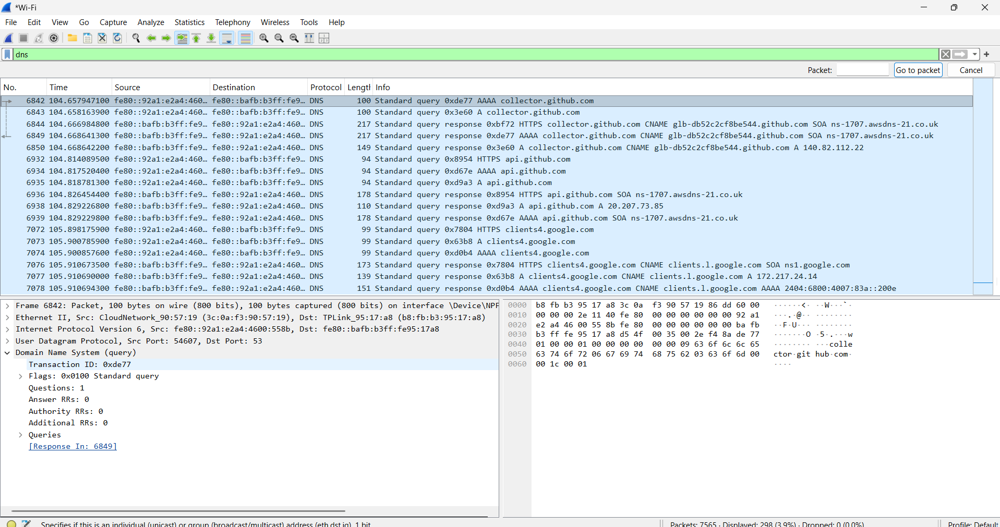 *Wi-Fi
File Edit View Go Capture Analyze Statistics Telephony Wireless Tools Help
dns
Packet: Go to packet Cancel
No. Time Source Destination Protocol Length Info
6842 104.657947100 fe80::92a1:e2a4:460… fe80::bafb:b3ff:fe9… DNS 100 Standard query 0xde77 AAAA collector.github.com
6843 104.658163900 fe80::92a1:e2a4:460… fe80::bafb:b3ff:fe9… DNS 100 Standard query 0x3e60 A collector.github.com
6844 104.666984800 fe80::bafb:b3ff:fe9… fe80::92a1:e2a4:460… DNS 217 Standard query response 0xbf72 HTTPS collector.github.com CNAME glb-db52c2cf8be544.github.com SOA ns-1707.awsdns-21.co.uk
6849 104.668641300 fe80::bafb:b3ff:fe9… fe80::92a1:e2a4:460… DNS 217 Standard query response 0xde77 AAAA collector.github.com CNAME glb-db52c2cf8be544.github.com SOA ns-1707.awsdns-21.co.uk
6850 104.668642200 fe80::bafb:b3ff:fe9… fe80::92a1:e2a4:460… DNS 149 Standard query response 0x3e60 A collector.github.com CNAME glb-db52c2cf8be544.github.com A 140.82.112.22
6932 104.814089500 fe80::92a1:e2a4:460… fe80::bafb:b3ff:fe9… DNS 94 Standard query 0x8954 HTTPS api.github.com
6934 104.817520400 fe80::92a1:e2a4:460… fe80::bafb:b3ff:fe9… DNS 94 Standard query 0xd67e AAAA api.github.com
6935 104.818781300 fe80::92a1:e2a4:460… fe80::bafb:b3ff:fe9… DNS 94 Standard query 0xd9a3 A api.github.com
6936 104.826454400 fe80::bafb:b3ff:fe9… fe80::92a1:e2a4:460… DNS 178 Standard query response 0x8954 HTTPS api.github.com SOA ns-1707.awsdns-21.co.uk
6938 104.829226800 fe80::bafb:b3ff:fe9… fe80::92a1:e2a4:460… DNS 110 Standard query response 0xd9a3 A api.github.com A 20.207.73.85
6939 104.829229800 fe80::bafb:b3ff:fe9… fe80::92a1:e2a4:460… DNS 178 Standard query response 0xd67e AAAA api.github.com SOA ns-1707.awsdns-21.co.uk
7072 105.898175900 fe80::92a1:e2a4:460… fe80::bafb:b3ff:fe9… DNS 99 Standard query 0x7804 HTTPS clients4.google.com
7073 105.900785900 fe80::92a1:e2a4:460… fe80::bafb:b3ff:fe9… DNS 99 Standard query 0x63b8 A clients4.google.com
7074 105.900857600 fe80::92a1:e2a4:460… fe80::bafb:b3ff:fe9… DNS 99 Standard query 0xd0b4 AAAA clients4.google.com
7076 105.910673500 fe80::bafb:b3ff:fe9… fe80::92a1:e2a4:460… DNS 173 Standard query response 0x7804 HTTPS clients4.google.com CNAME clients.l.google.com SOA ns1.google.com
7077 105.910690000 fe80::bafb:b3ff:fe9… fe80::92a1:e2a4:460… DNS 139 Standard query response 0x63b8 A clients4.google.com CNAME clients.l.google.com A 172.217.24.14
7078 105.910694300 fe80::bafb:b3ff:fe9… fe80::92a1:e2a4:460… DNS 151 Standard query response 0xd0b4 AAAA clients4.google.com CNAME clients.l.google.com AAAA 2404:6800:4007:83a::200e
Frame 6842: Packet, 100 bytes on wire (800 bits), 100 bytes captured (800 bits) on interface \Device\NPF
Ethernet II, Src: CloudNetwork_90:57:19 (3c:0a:f3:90:57:19), Dst: TPLink_95:17:a8 (b8:fb:b3:95:17:a8)
Internet Protocol Version 6, Src: fe80::92a1:e2a4:4600:558b, Dst: fe80::bafb:b3ff:fe95:17a8
User Datagram Protocol, Src Port: 54607, Dst Port: 53
Domain Name System (query)
Transaction ID: 0xde77
Flags: 0x0100 Standard query
Questions: 1
Answer RRs: 0
Authority RRs: 0
Additional RRs: 0
Queries
[Response In: 6849]
0000 b8 fb b3 95 17 a8 3c 0a f3 90 57 19 86 dd 60 00 ······<· ··W···`·
0010 00 00 00 2e 11 40 fe 80 00 00 00 00 00 00 92 a1 ···.·@·· ········
0020 e2 a4 46 00 55 8b fe 80 00 00 00 00 00 00 ba fb ··F·U··· ········
0030 b3 ff fe 95 17 a8 d5 4f 00 35 00 2e f4 8a de 77 ·······O ·5·.···w
0040 01 00 00 01 00 00 00 00 00 00 09 63 6f 6c 6c 65 ········ ···colle
0050 63 74 6f 72 06 67 69 74 68 75 62 03 63 6f 6d 00 ctor·git hub·com·
0060 00 1c 00 01 ····
Specifies if this is an individual (unicast) or group (broadcast/multicast) address (eth.dst.ig), 1 bit
Packets: 7565 · Displayed: 298 (3.9%) · Dropped: 0 (0.0%)
Profile: Default